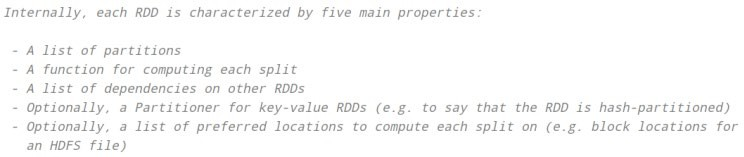 Internally, each RDD is characterized by five main properties:
- A list of partitions
- A function for computing each split
- A list of dependencies on other RDDs
- Optionally, a Partitioner for key-value RDDs (e.g. to say that the RDD is hash-partitioned)
- Optionally, a list of preferred locations to compute each split on (e.g. block locations for
an HDFS file)